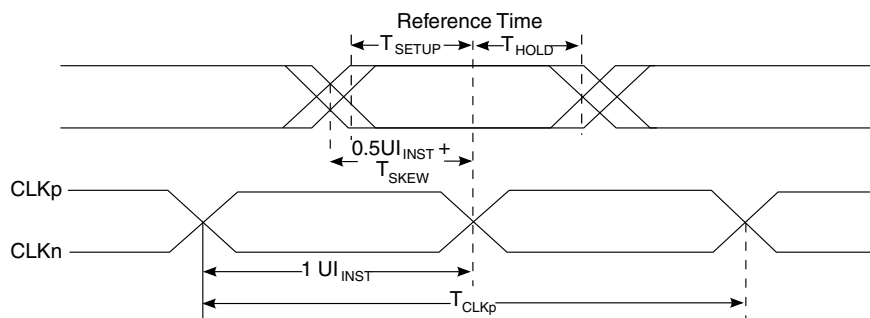 Reference Time
TSETUP THOLD
0.5UIINST +
TSKEW
CLKp
CLKn
1 UIINST
TCLKp